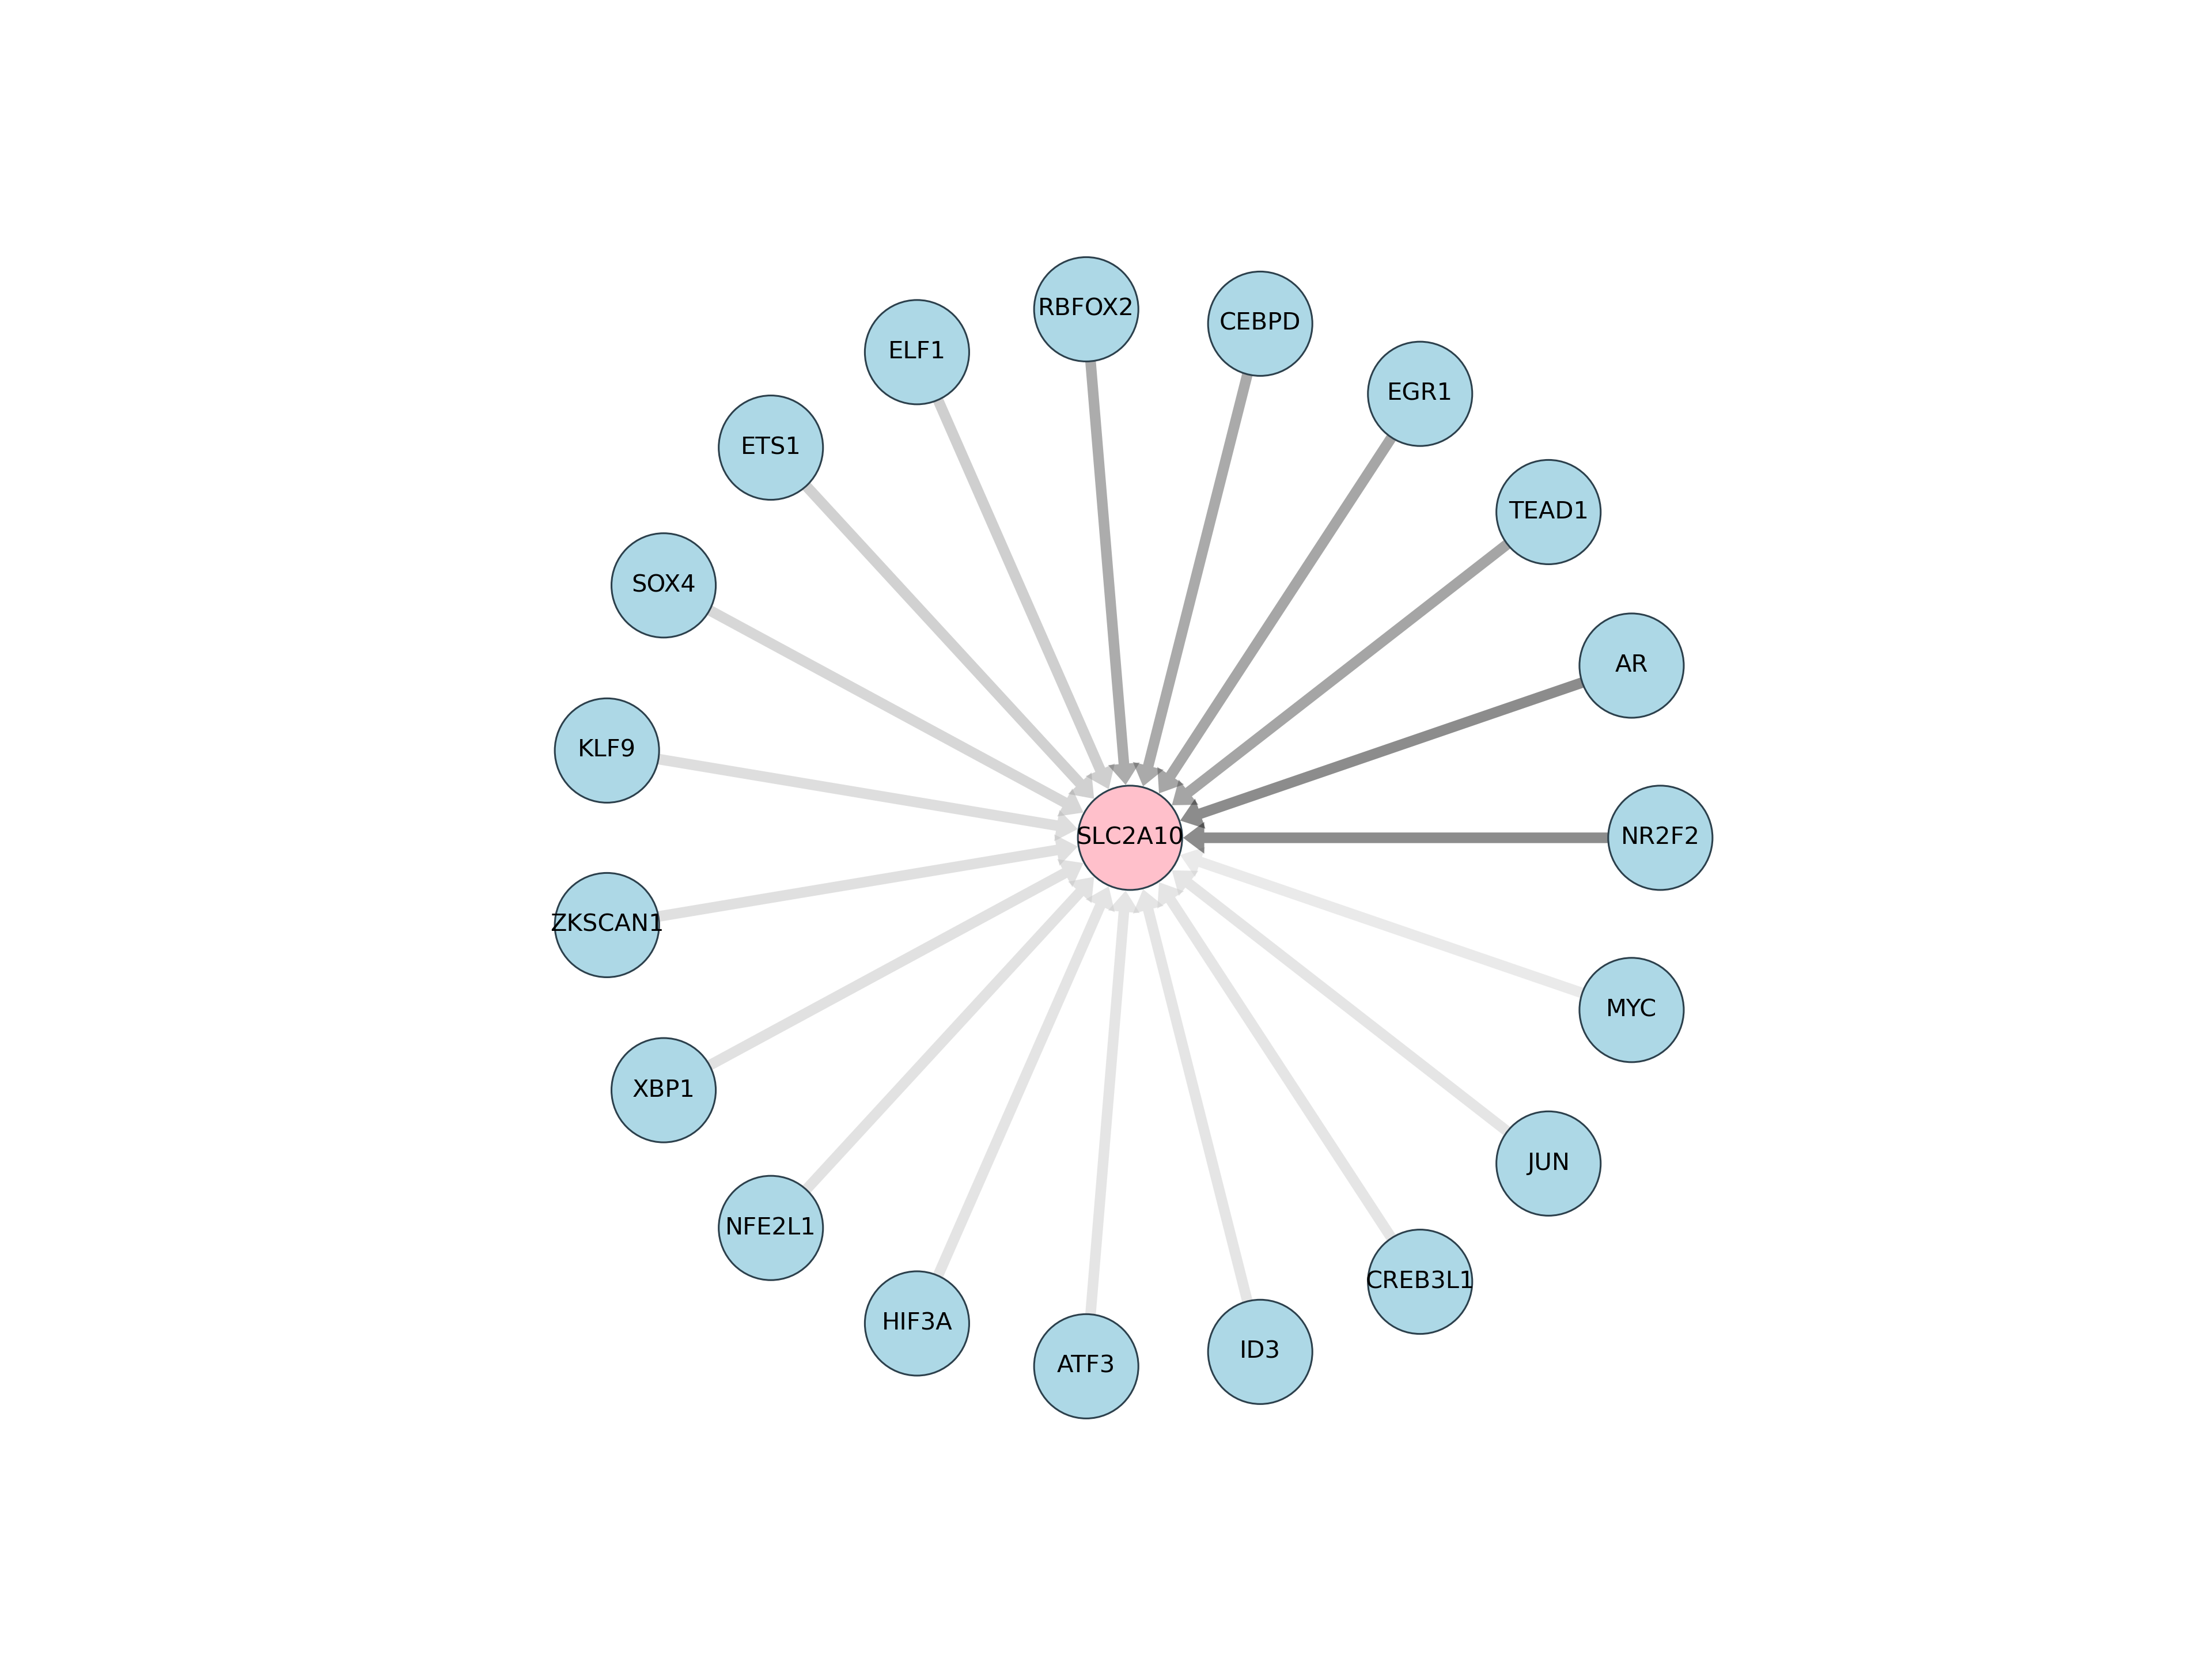 RBFOX2
CEBPD
ELF1
EGR1
ETS1
TEAD1
SOX4
AR
KLF9
SLC2A10
NR2F2
ZKSCAN1
MYC
XBP1
JUN
NFE2L1
CREB3L1
HIF3A
ID3
ATF3